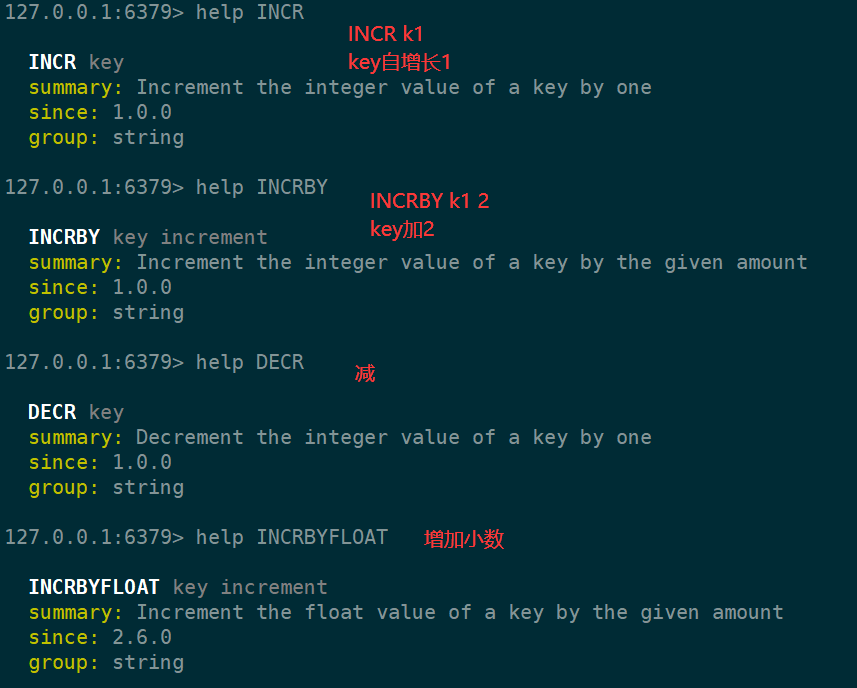 127.0.0.1:6379> help INCR
INCR k1
key自增长1
INCR key
summary: Increment the integer value of a key by one
since: 1.0.0
group: string
127.0.0.1:6379> help INCRBY
INCRBY k1 2
key加2
INCRBY key increment
summary: Increment the integer value of a key by the given amount
since: 1.0.0
group: string
127.0.0.1:6379> help DECR
减
DECR key
summary: Decrement the integer value of a key by one
since: 1.0.0
group: string
127.0.0.1:6379> help INCRBYFLOAT
增加小数
INCRBYFLOAT key increment
summary: Increment the float value of a key by the given amount
since: 2.6.0
group: string